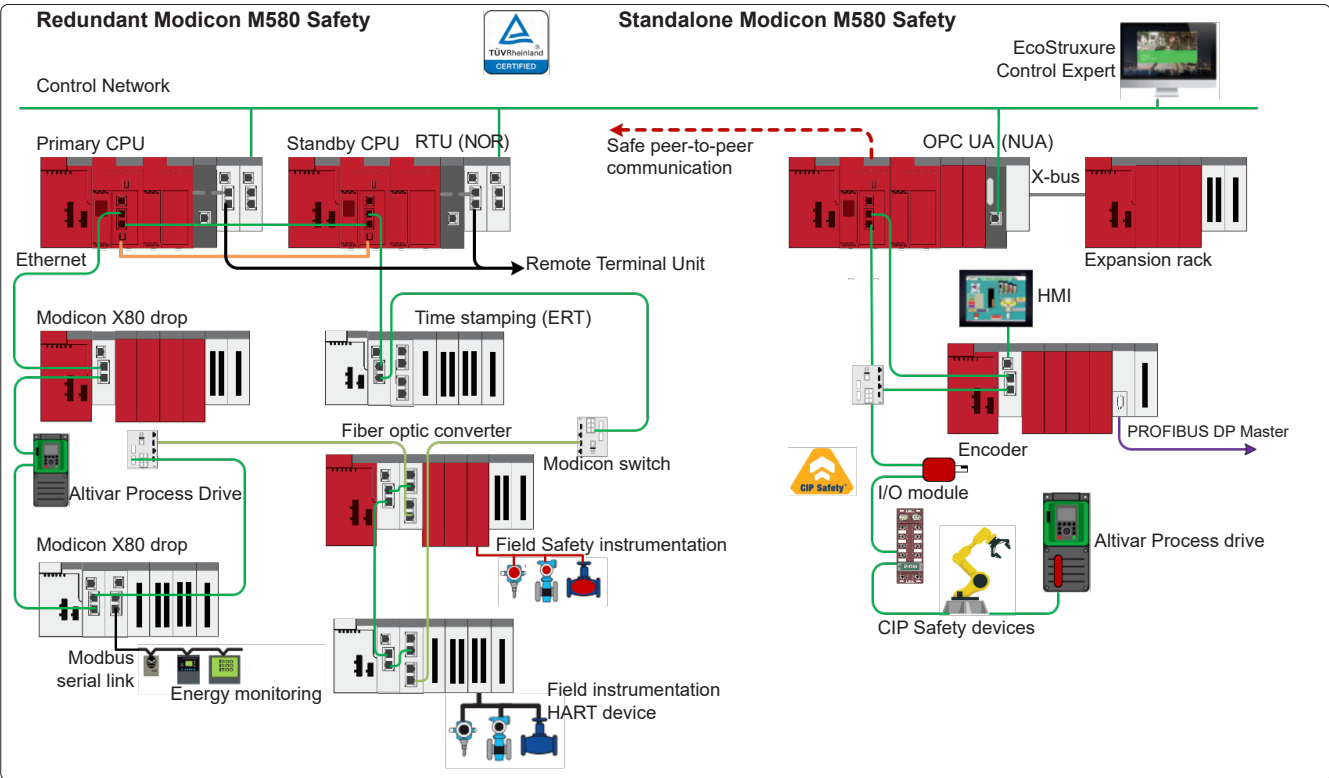 Redundant Modicon M580 Safety
Standalone Modicon M580 Safety
TÜVRheinland
CERTIFIED
EcoStruxure
Control Expert
Control Network
Primary CPU
Standby CPU
RTU (NOR)
Safe peer-to-peer
communication
OPC UA (NUA)
X-bus
Ethernet
Remote Terminal Unit
Expansion rack
HMI
Modicon X80 drop
Time stamping (ERT)
Fiber optic converter
Modicon switch
PROFIBUS DP Master
Encoder
Altivar Process Drive
CIP Safety
I/O module
Modicon X80 drop
Field Safety instrumentation
Altivar Process drive
CIP Safety devices
Modbus
serial link
Energy monitoring
Field instrumentation
HART device